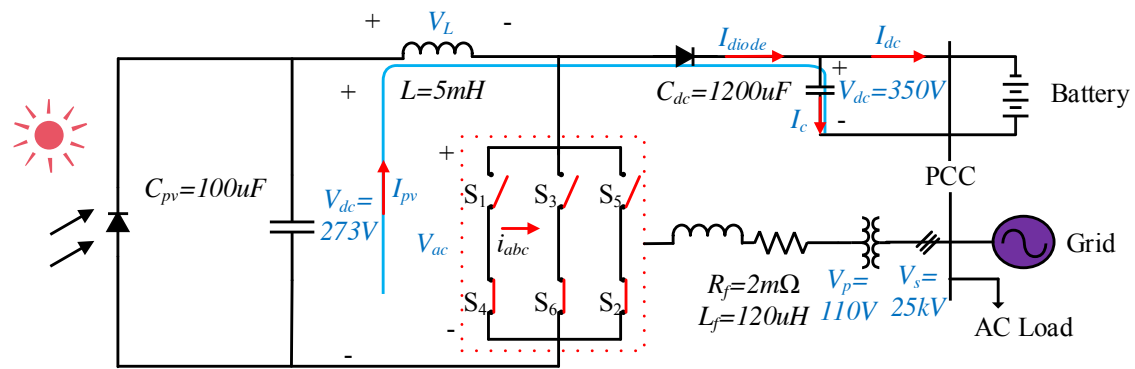 + V_L -
L=5mH
I_diode
I_dc
C_dc=1200uF
+
V_dc=350V
-
I_c
Battery
PCC
+
C_pv=100uF
V_dc=
273V
I_pv
-
+
V_ac
-
S_1
S_3
S_5
i_abc
S_4
S_6
S_2
R_f=2mΩ
L_f=120uH
V_p=
110V
V_s=
25kV
Grid
AC Load